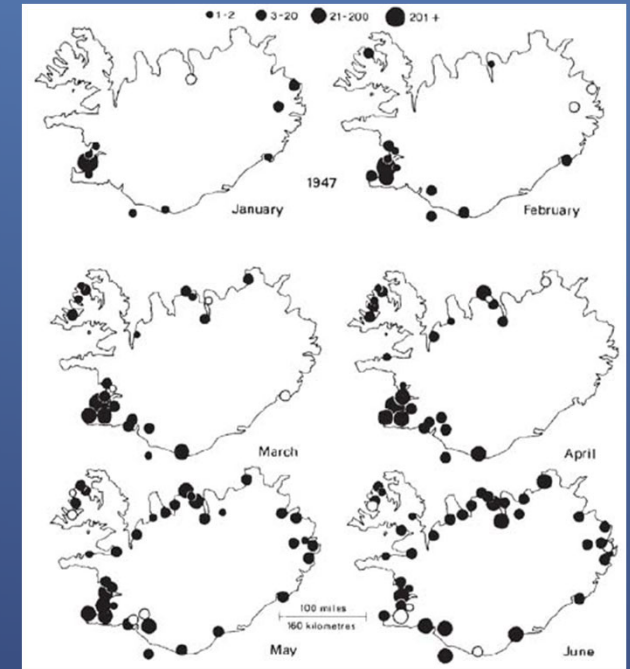 1-2 3-20 21-200 201 +
1947
January
February
March
April
100 miles
160 kilometres
May
June